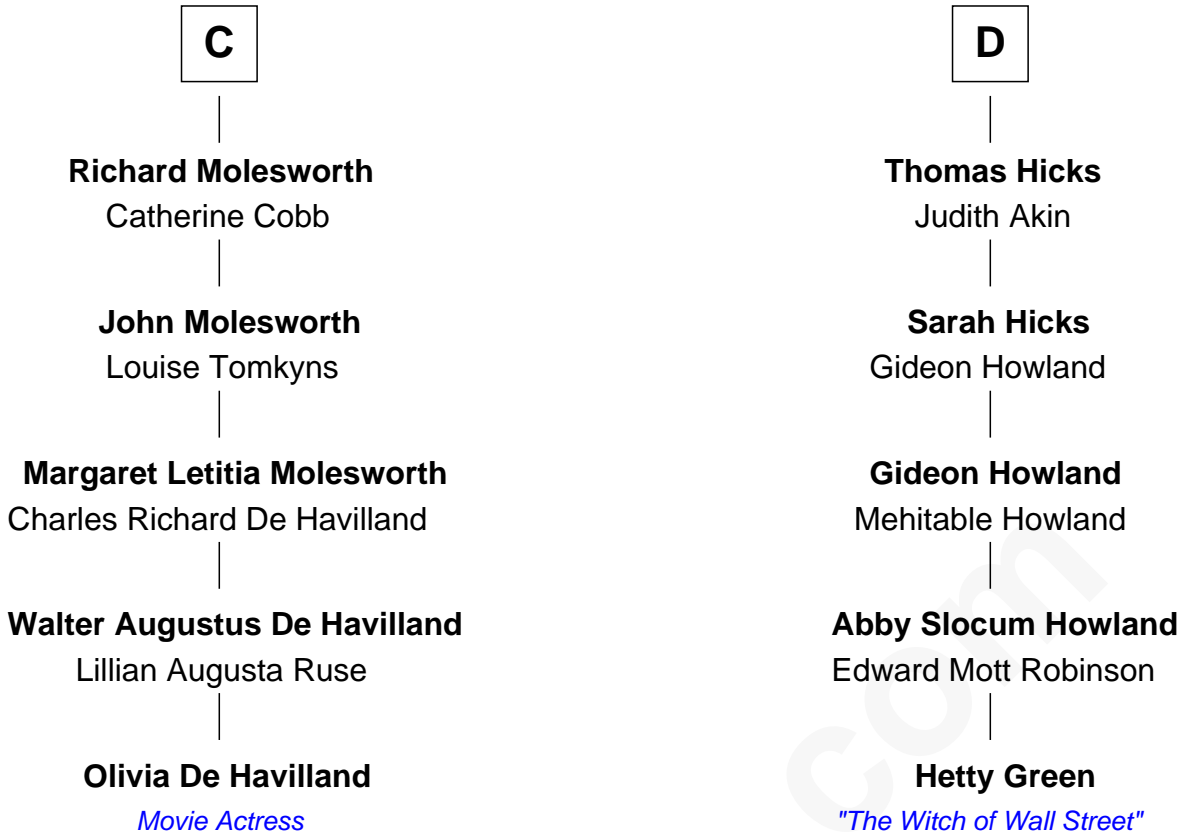 C
Richard Molesworth
Catherine Cobb
John Molesworth
Louise Tomkyns
Margaret Letitia Molesworth
Charles Richard De Havilland
Walter Augustus De Havilland
Lillian Augusta Ruse
Olivia De Havilland
Movie Actress
D
Thomas Hicks
Judith Akin
Sarah Hicks
Gideon Howland
Gideon Howland
Mehitable Howland
Abby Slocum Howland
Edward Mott Robinson
Hetty Green
"The Witch of Wall Street"
com